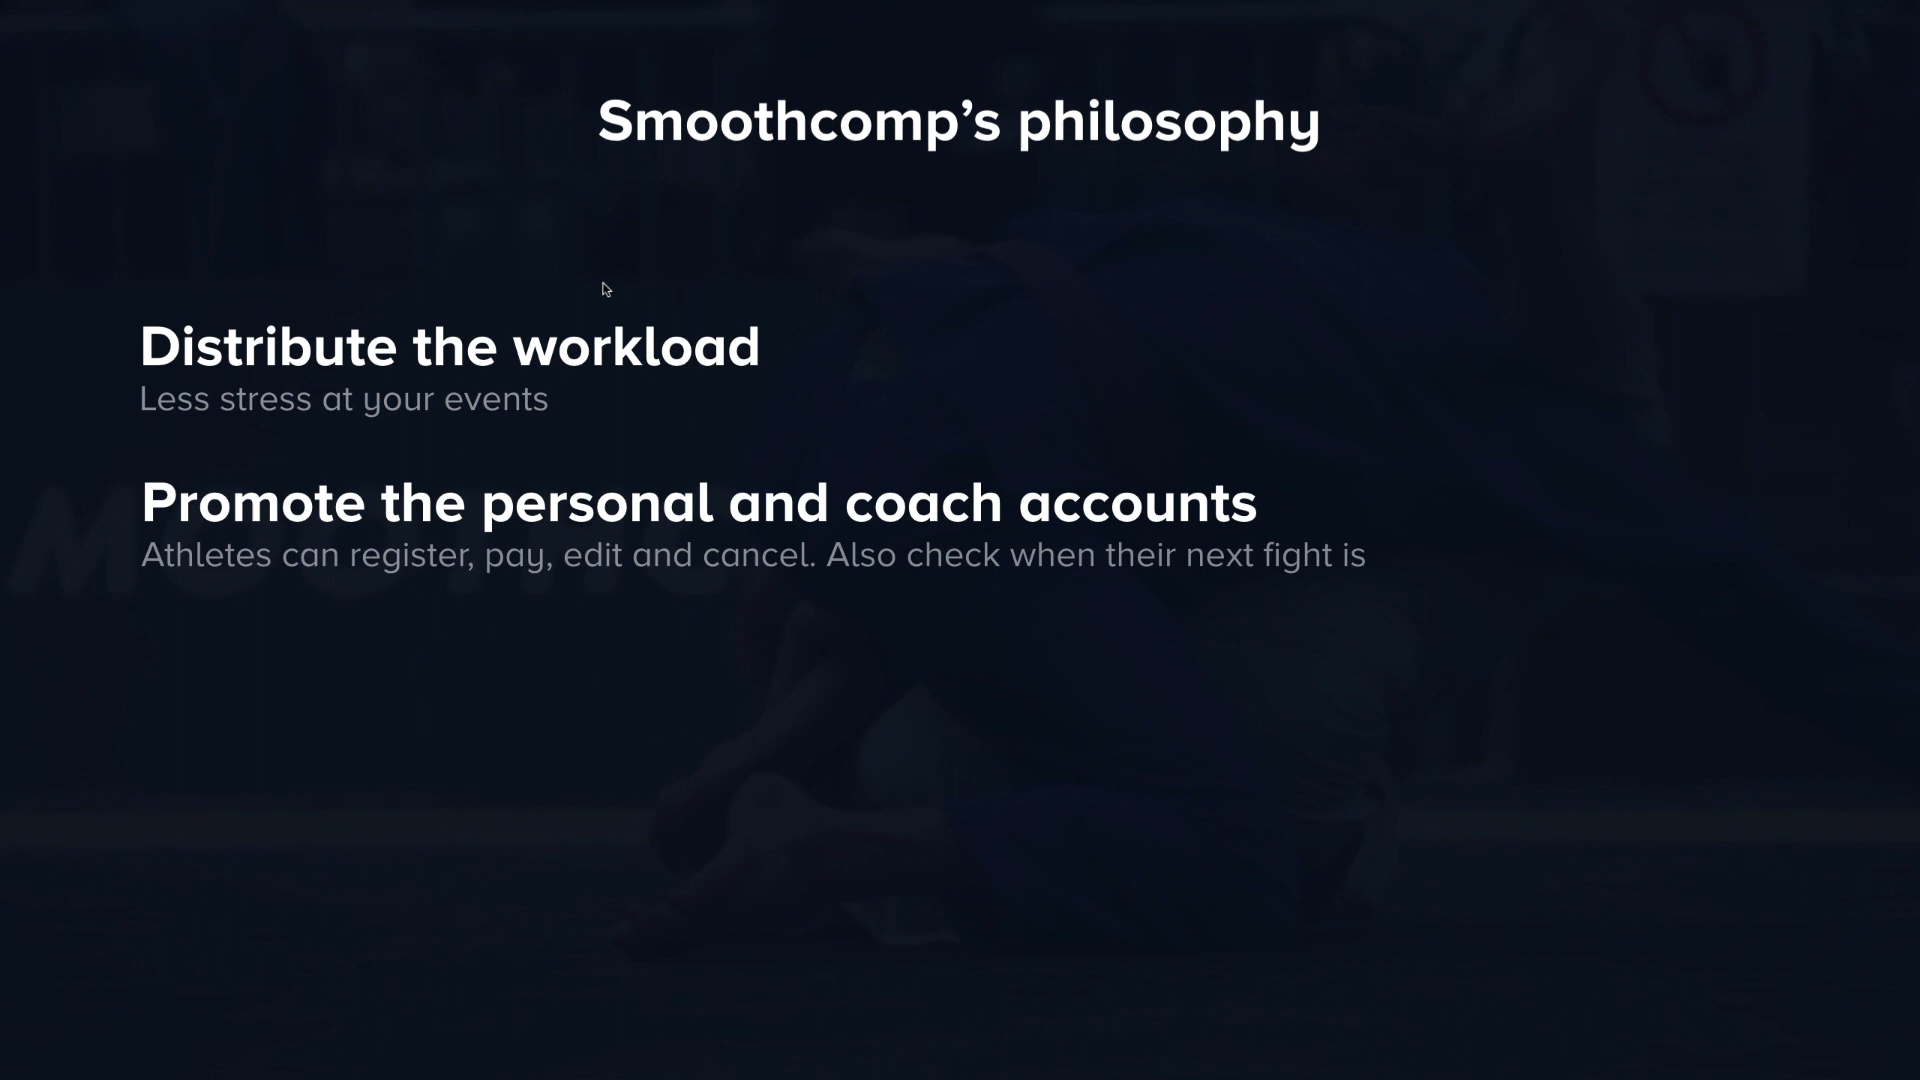 Smoothcomp’s philosophy
Distribute the workload
Less stress at your events
Promote the personal and coach accounts
Athletes can register, pay, edit and cancel. Also check when their next fight is